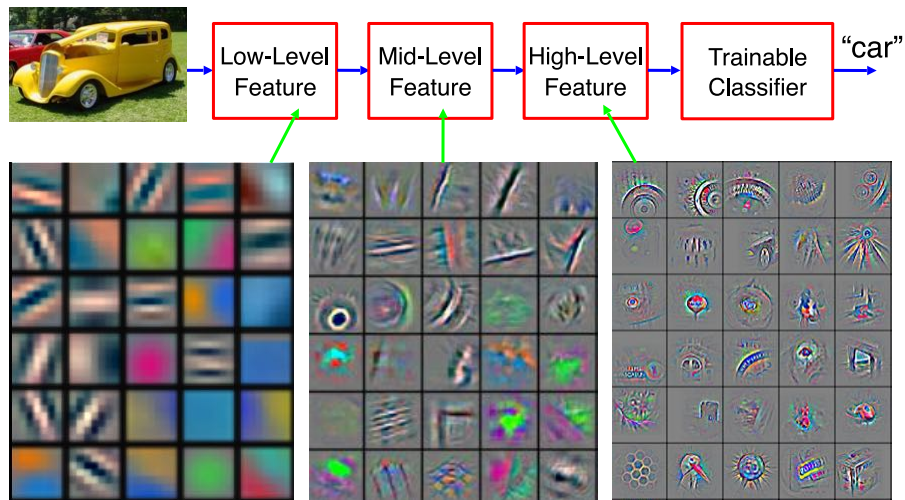 Low-Level
Feature
Mid-Level
Feature
High-Level
Feature
Trainable
Classifier
“car”